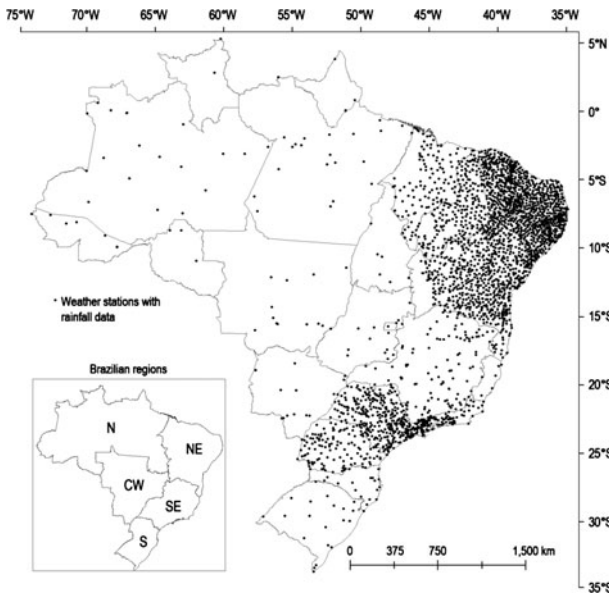 75°W 70°W 65°W 60°W 55°W 50°W 45°W 40°W 35°W
5°N
0°
5°S
10°S
15°S
20°S
25°S
30°S
35°S
Weather stations with
rainfall data
Brazilian regions
N
NE
CW
SE
S
0 375 750 1,500 km